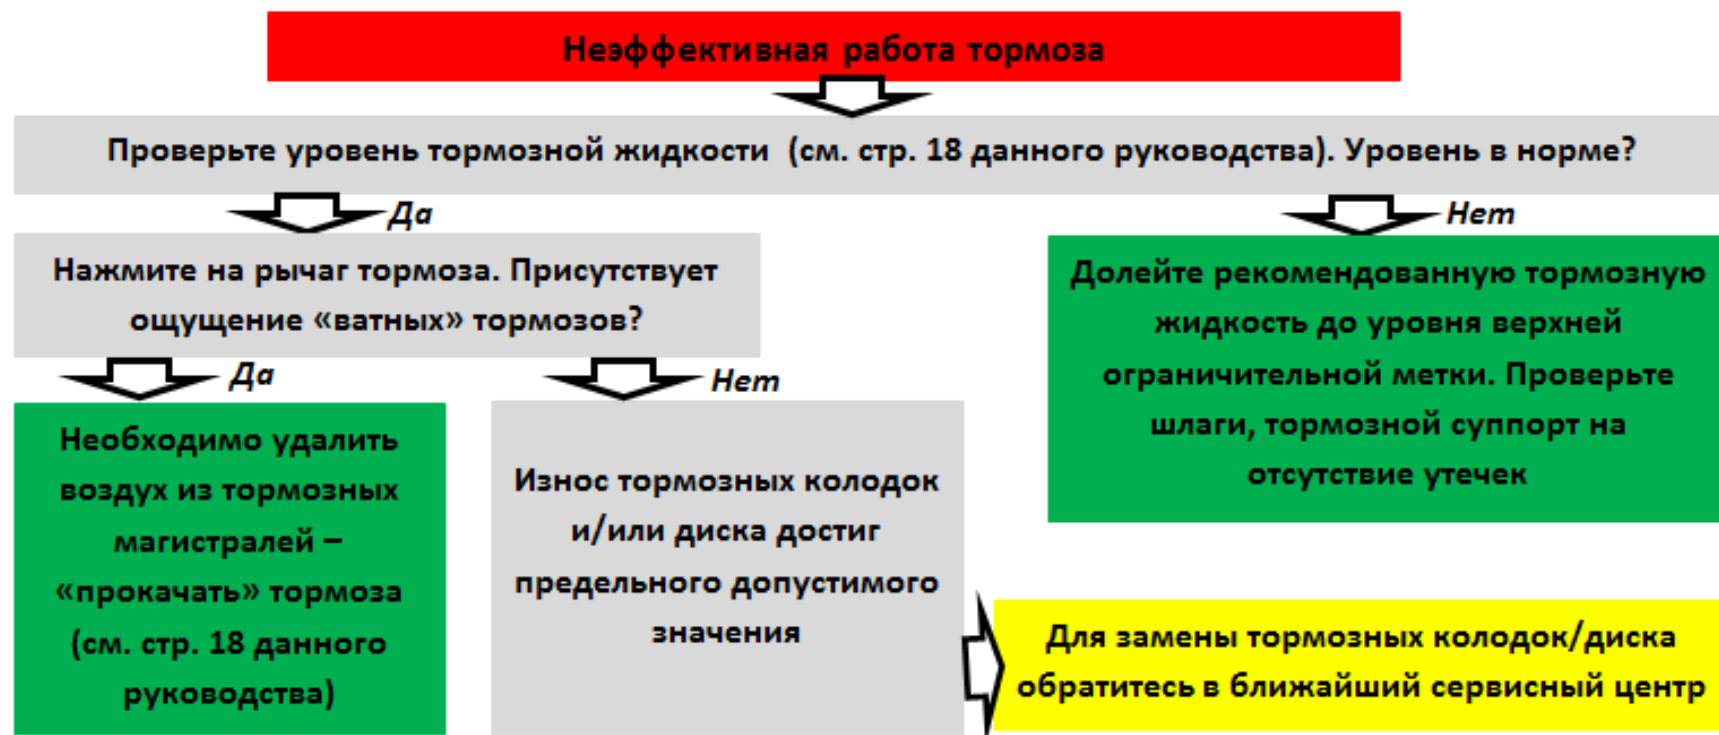 Неэффективная работа тормоза
Проверьте уровень тормозной жидкости (см. стр. 18 данного руководства). Уровень в норме?
Да
Нет
Нажмите на рычаг тормоза. Присутствует
ощущение «ватных» тормозов?
Долейте рекомендованную тормозную
жидкость до уровня верхней
ограничительной метки. Проверьте
шлаги, тормозной суппорт на
отсутствие утечек
Да
Нет
Необходимо удалить
воздух из тормозных
магистралей –
«прокачать» тормоза
(см. стр. 18 данного
руководства)
Износ тормозных колодок
и/или диска достиг
предельного допустимого
значения
Для замены тормозных колодок/диска
обратитесь в ближайший сервисный центр